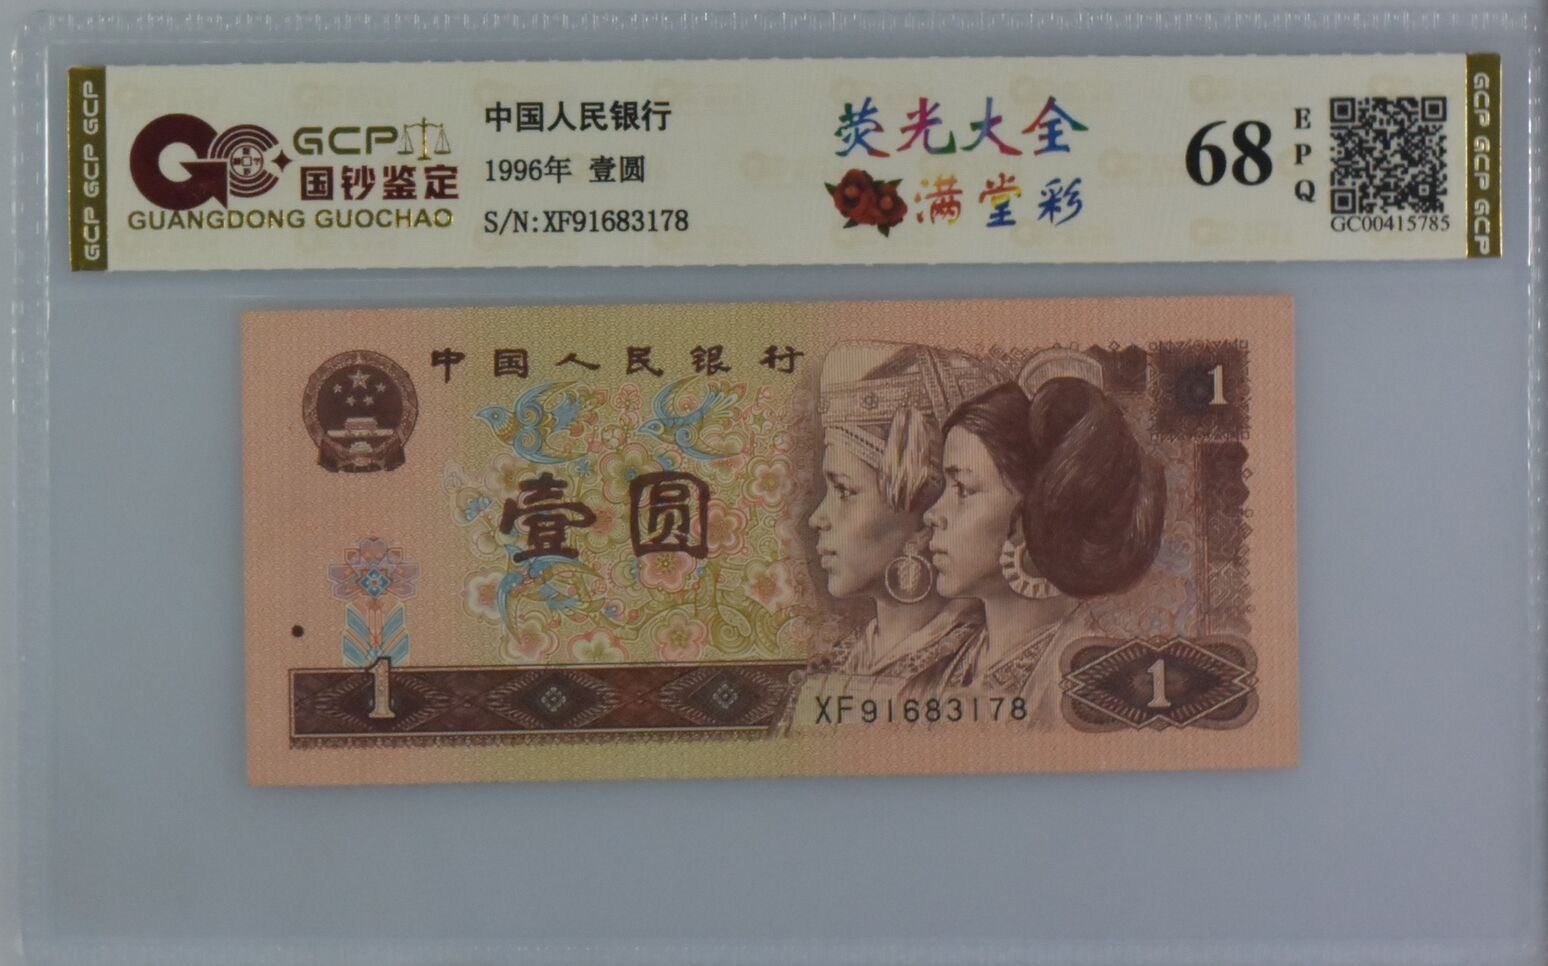 GCP GCP GCP
GCP
国钞鉴定
GUANGDONG GUOCHAO
中国人民银行
1996年 壹圆
S/N:XF91683178
荧光大全
满堂彩
68
EPQ
GC00415785
GCP GCP GCP
中国人民银行
1
壹圆
1
XF91683178
1